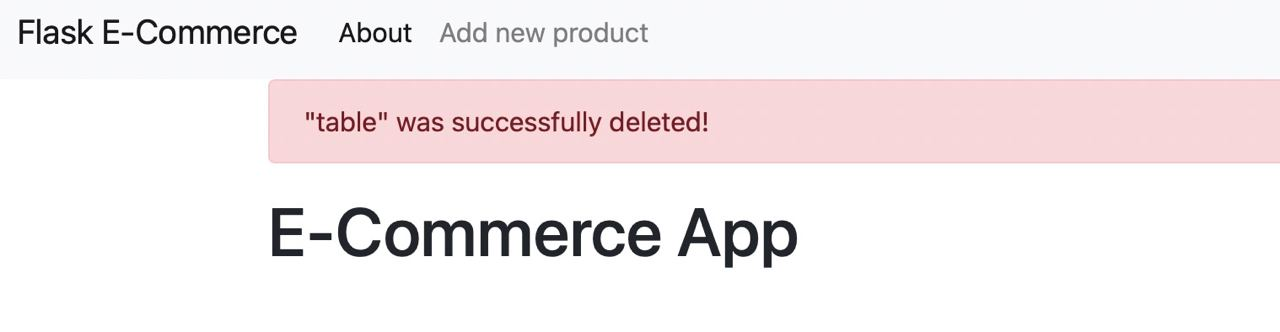 Flask E-Commerce About Add new product
"table" was successfully deleted!
E-Commerce App